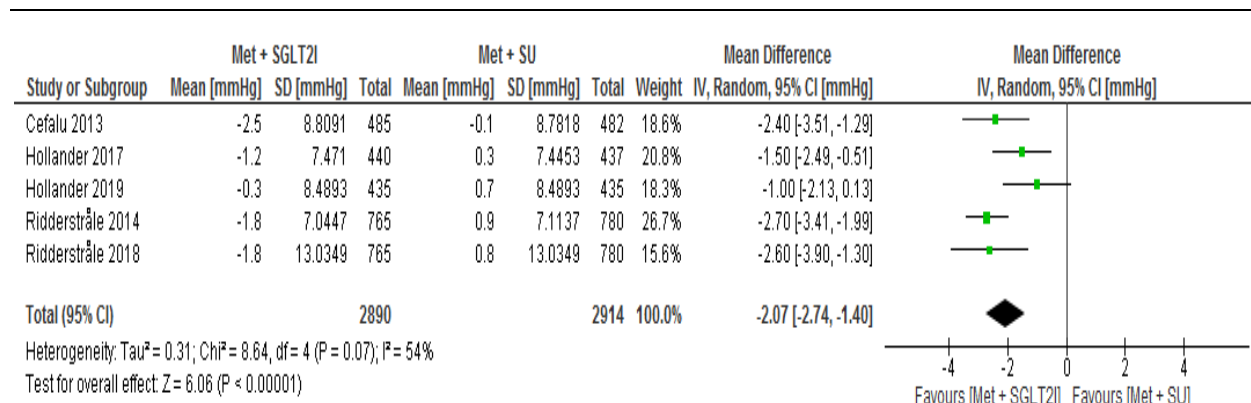 Met + SGLT2I Met + SU Mean Difference Mean Difference
Study or Subgroup Mean [mmHg] SD [mmHg] Total Mean [mmHg] SD [mmHg] Total Weight IV, Random, 95% CI [mmHg] IV, Random, 95% CI [mmHg]
Cefalu 2013 -2.5 8.8091 485 -0.1 8.7818 482 18.6% -2.40 [-3.51, -1.29]
Hollander 2017 -1.2 7.471 440 0.3 7.4453 437 20.8% -1.50 [-2.49, -0.51]
Hollander 2019 -0.3 8.4893 435 0.7 8.4893 435 18.3% -1.00 [-2.13, 0.13]
Ridderstråle 2014 -1.8 7.0447 765 0.9 7.1137 780 26.7% -2.70 [-3.41, -1.99]
Ridderstråle 2018 -1.8 13.0349 765 0.8 13.0349 780 15.6% -2.60 [-3.90, -1.30]
Total (95% CI) 2890 2914 100.0% -2.07 [-2.74, -1.40]
Heterogeneity: Tau² = 0.31; Chi² = 8.64, df = 4 (P = 0.07); I² = 54%
Test for overall effect: Z = 6.06 (P < 0.00001)
-4 -2 0 2 4
Favours [Met + SGLT2I] Favours [Met + SU]